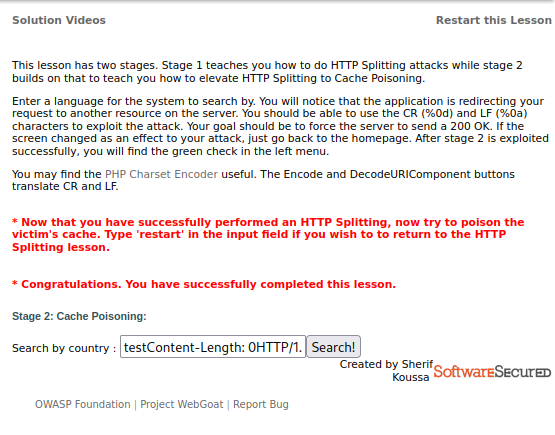 Solution Videos
Restart this Lesson
This lesson has two stages. Stage 1 teaches you how to do HTTP Splitting attacks while stage 2
builds on that to teach you how to elevate HTTP Splitting to Cache Poisoning.
Enter a language for the system to search by. You will notice that the application is redirecting your
request to another resource on the server. You should be able to use the CR (%0d) and LF (%0a)
characters to exploit the attack. Your goal should be to force the server to send a 200 OK. If the
screen changed as an effect to your attack, just go back to the homepage. After stage 2 is exploited
successfully, you will find the green check in the left menu.
You may find the PHP Charset Encoder useful. The Encode and DecodeURIComponent buttons
translate CR and LF.
* Now that you have successfully performed an HTTP Splitting, now try to poison the
victim's cache. Type 'restart' in the input field if you wish to to return to the HTTP
Splitting lesson.
* Congratulations. You have successfully completed this lesson.
Stage 2: Cache Poisoning:
Search by country : testContent-Length: 0HTTP/1. Search!
Created by Sherif
Koussa
SoftwareSecured
OWASP Foundation | Project WebGoat | Report Bug